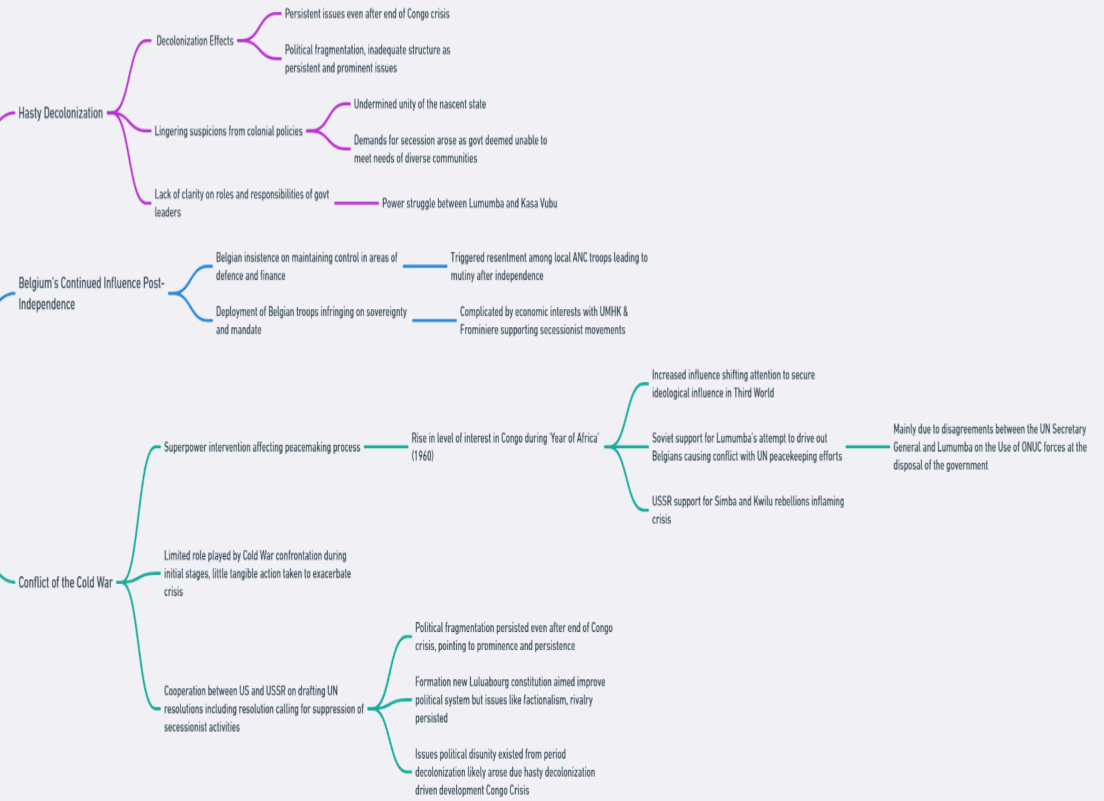 Hasty Decolonization
Decolonization Effects
Persistent issues even after end of Congo crisis
Political fragmentation, inadequate structure as
persistent and prominent issues
Lingering suspicions from colonial policies
Undermined unity of the nascent state
Demands for secession arose as govt deemed unable to
meet needs of diverse communities
Lack of clarity on roles and responsibilities of govt
leaders
Power struggle between Lumumba and Kasa Vubu
Belgium's Continued Influence Post-
Independence
Belgian insistence on maintaining control in areas of
defence and finance
Triggered resentment among local ANC troops leading to
mutiny after independence
Deployment of Belgian troops infringing on sovereignty
and mandate
Complicated by economic interests with UMHK &
Frominiere supporting secessionist movements
Conflict of the Cold War
Superpower intervention affecting peacemaking process
Rise in level of interest in Congo during 'Year of Africa'
(1960)
Increased influence shifting attention to secure
ideological influence in Third World
Soviet support for Lumumba's attempt to drive out
Belgians causing conflict with UN peacekeeping efforts
Mainly due to disagreements between the UN Secretary
General and Lumumba on the Use of ONUC forces at the
disposal of the government
USSR support for Simba and Kwilu rebellions inflaming
crisis
Limited role played by Cold War confrontation during
initial stages, little tangible action taken to exacerbate
crisis
Cooperation between US and USSR on drafting UN
resolutions including resolution calling for suppression of
secessionist activities
Political fragmentation persisted even after end of Congo
crisis, pointing to prominence and persistence
Formation new Luluabourg constitution aimed improve
political system but issues like factionalism, rivalry
persisted
Issues political disunity existed from period
decolonization likely arose due hasty decolonization
driven development Congo Crisis